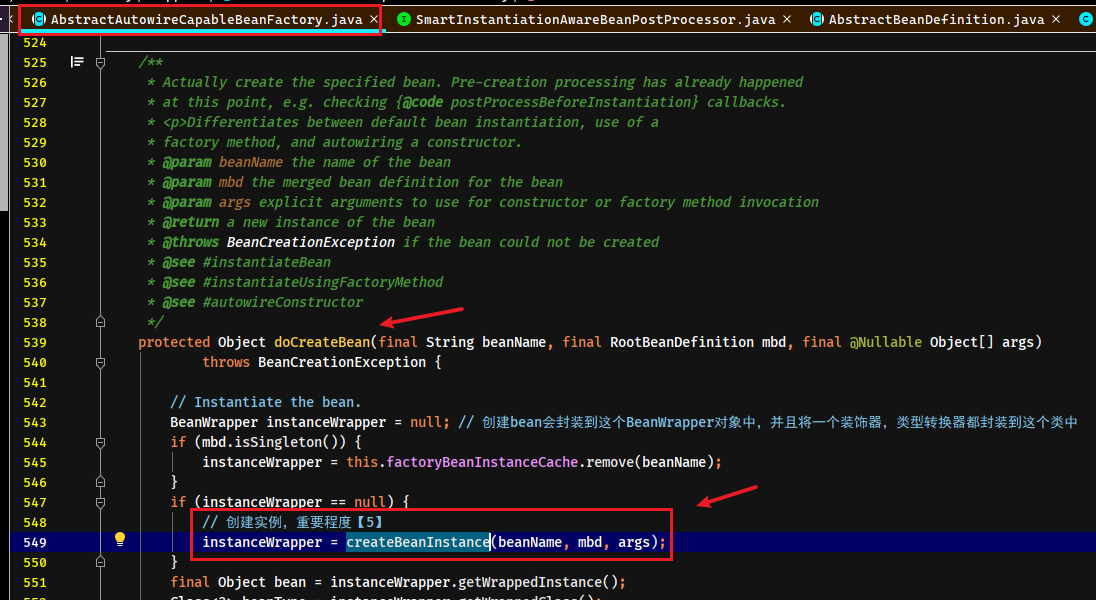 AbstractAutowireCapableBeanFactory.java × SmartInstantiationAwareBeanPostProcessor.java × AbstractBeanDefinition.java ×
524
525 /**
526 * Actually create the specified bean. Pre-creation processing has already happened
527 * at this point, e.g. checking {@code postProcessBeforeInstantiation} callbacks.
528 * <p>Differentiates between default bean instantiation, use of a
529 * factory method, and autowiring a constructor.
530 * @param beanName the name of the bean
531 * @param mbd the merged bean definition for the bean
532 * @param args explicit arguments to use for constructor or factory method invocation
533 * @return a new instance of the bean
534 * @throws BeanCreationException if the bean could not be created
535 * @see #instantiateBean
536 * @see #instantiateUsingFactoryMethod
537 * @see #autowireConstructor
538 */
539 protected Object doCreateBean(final String beanName, final RootBeanDefinition mbd, final @Nullable Object[] args)
540 throws BeanCreationException {
541
542 // Instantiate the bean.
543 BeanWrapper instanceWrapper = null; // 创建bean会封装到这个BeanWrapper对象中，并且将一个装饰器，类型转换器都封装到这个类中
544 if (mbd.isSingleton()) {
545 instanceWrapper = this.factoryBeanInstanceCache.remove(beanName);
546 }
547 if (instanceWrapper == null) {
548 // 创建实例，重要程度【5】
549 instanceWrapper = createBeanInstance(beanName, mbd, args);
550 }
551 final Object bean = instanceWrapper.getWrappedInstance();